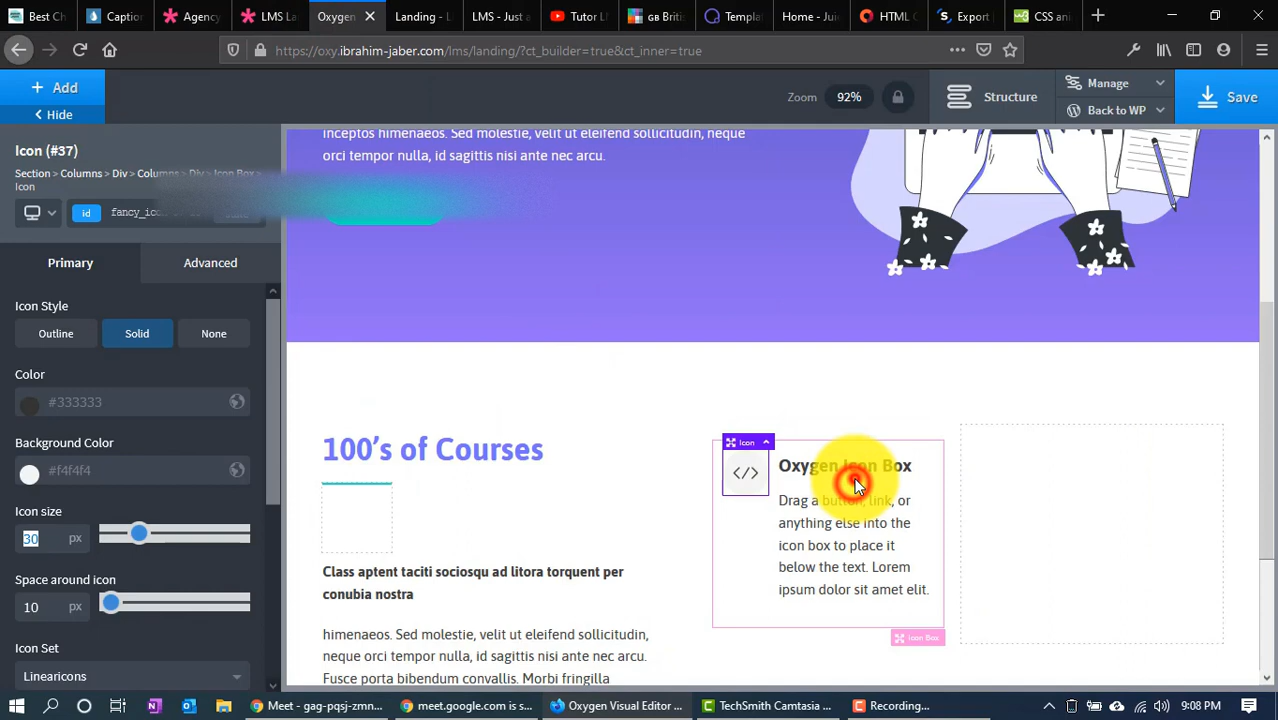 Best Ch
Caption
Agency
LMS La
Oxygen
Landing - L
LMS - Just a
Tutor L
GB Britis
Templat
Home - Juic
HTML C
Export |
CSS ani
https://oxy.ibrahim-jaber.com/lms/landing/?ct_builder=true&ct_inner=true
+ Add
Hide
Zoom 92%
Structure
Manage
Back to WP
Save
Icon (#37)
Section > Columns > Div > Columns > Div > Icon Box >
Icon
id
Primary
Advanced
Icon Style
Outline
Solid
None
Color
#333333
Background Color
#f4f4f4
Icon size
30 px
Space around icon
10 px
Icon Set
Linearicons
inceptos himenaeos. Sed molestie, velit ut eleifend sollicitudin, neque
orci tempor nulla, id sagittis nisi ante nec arcu.
100's of Courses
Class aptent taciti sociosqu ad litora torquent per
conubia nostra
himenaeos. Sed molestie, velit ut eleifend sollicitudin,
neque orci tempor nulla, id sagittis nisi ante nec arcu.
Fusce porta bibendum convallis. Morbi fringilla
Icon
</>
Oxygen Icon Box
Drag a button, link, or
anything else into the
icon box to place it
below the text. Lorem
ipsum dolor sit amet elit.
Icon Box
Meet - gag-pqsj-zmn...
meet.google.com is s...
Oxygen Visual Editor ...
TechSmith Camtasia ...
Recording...
9:08 PM